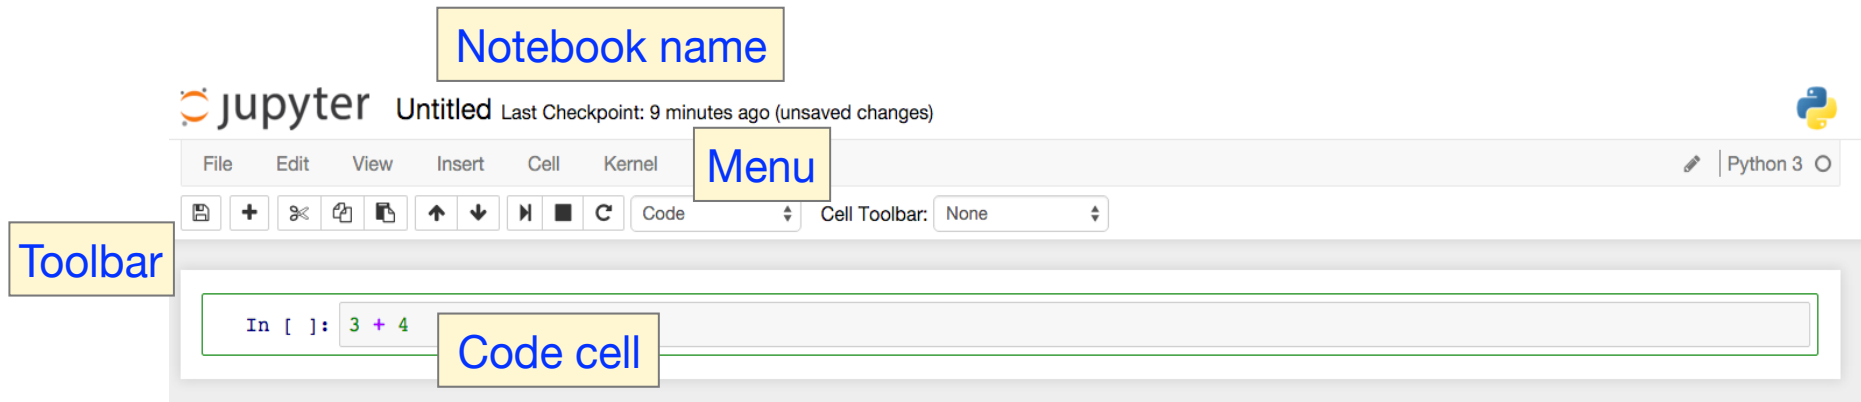 Notebook name
jupyter Untitled Last Checkpoint: 9 minutes ago (unsaved changes)
File Edit View Insert Cell Kernel Menu Python 3
Code Cell Toolbar: None
Toolbar
In [ ]: 3 + 4
Code cell